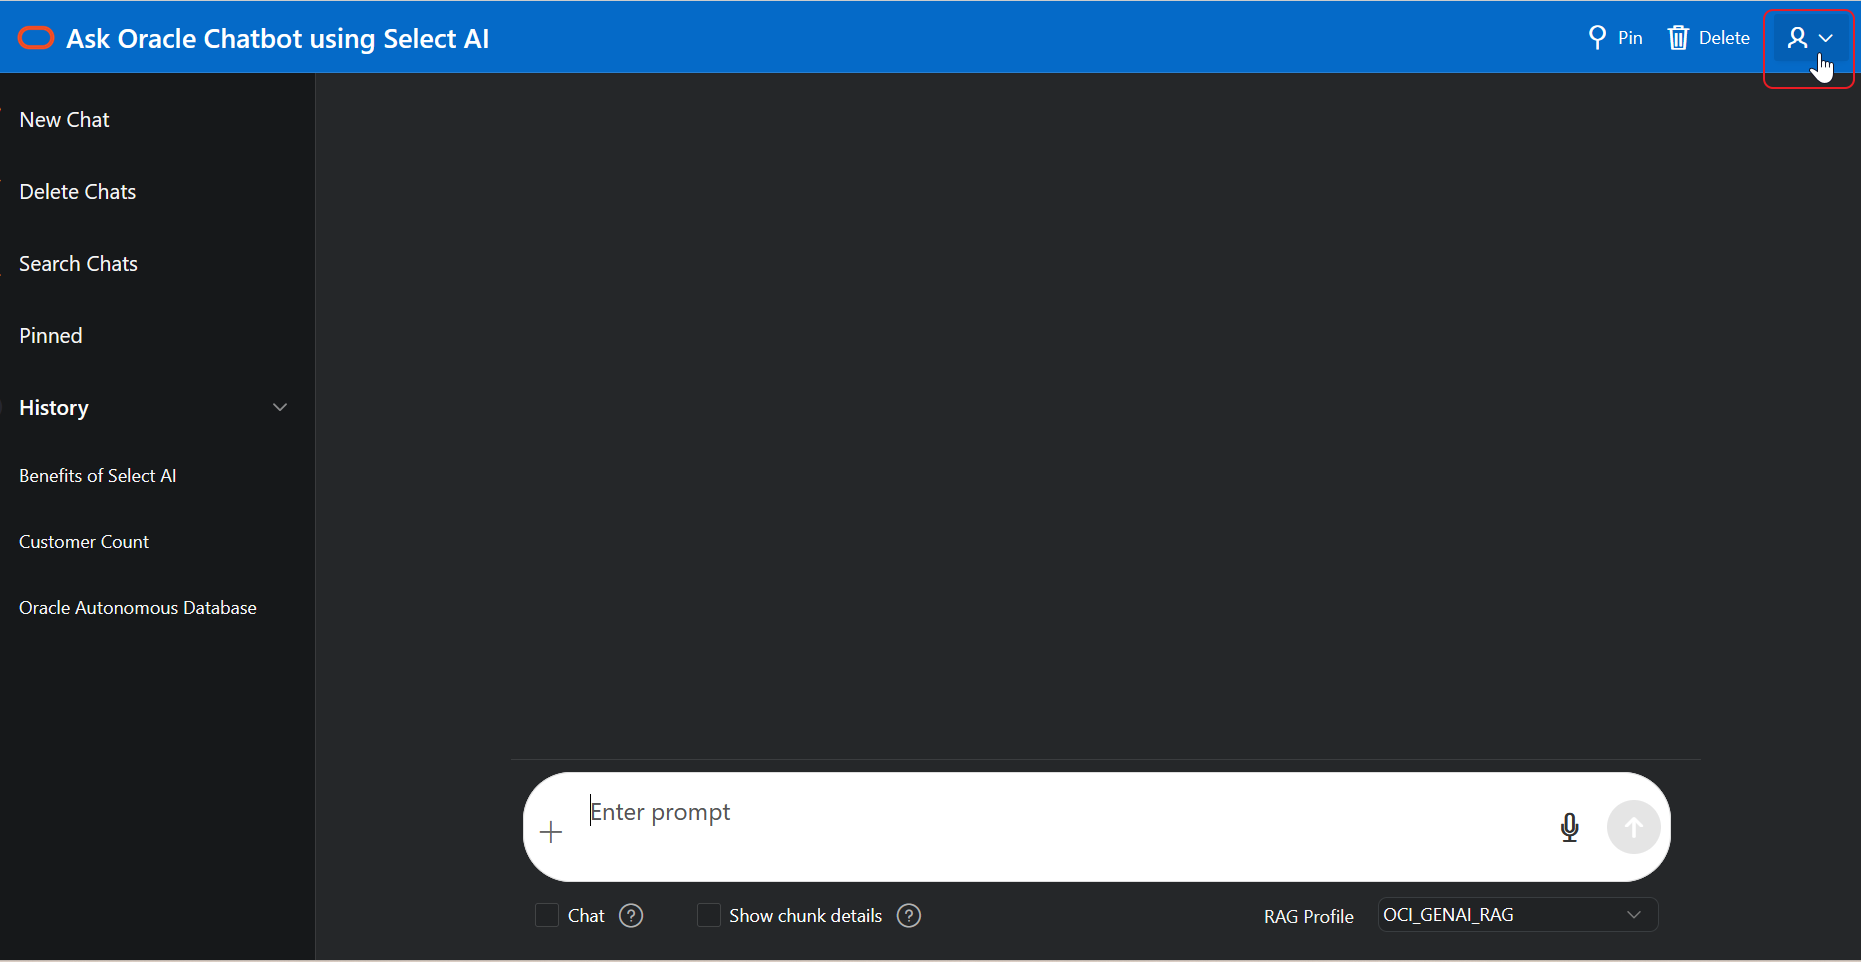 Ask Oracle Chatbot using Select AI
Pin
Delete
New Chat
Delete Chats
Search Chats
Pinned
History
Benefits of Select AI
Customer Count
Oracle Autonomous Database
Enter prompt
Chat ?
Show chunk details ?
RAG Profile
OCI_GENAI_RAG